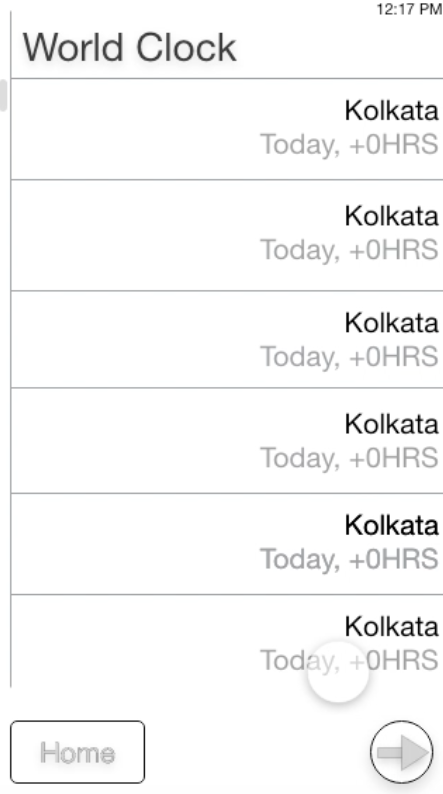 12:17 PM
World Clock
Kolkata
Today, +0HRS
Kolkata
Today, +0HRS
Kolkata
Today, +0HRS
Kolkata
Today, +0HRS
Kolkata
Today, +0HRS
Kolkata
Today, +0HRS
Home